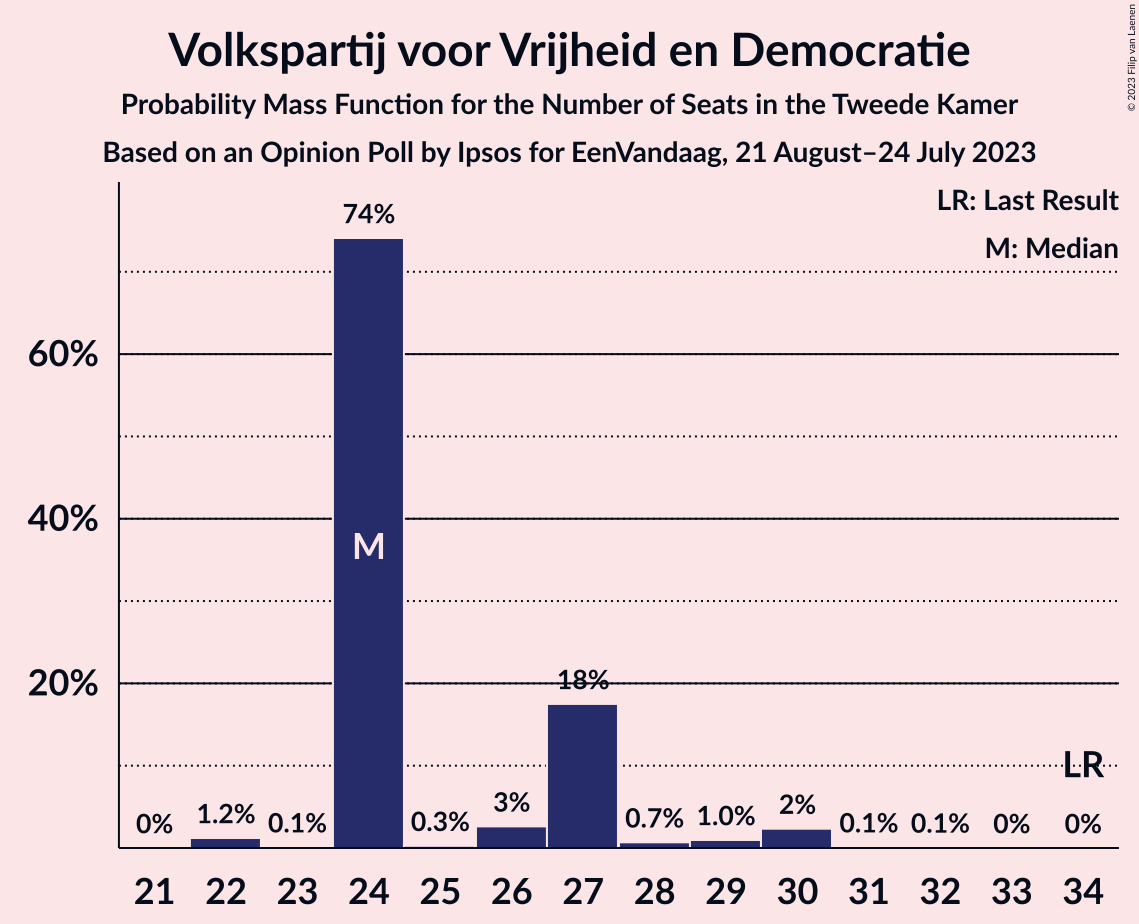 Volkspartij voor Vrijheid en Democratie
Probability Mass Function for the Number of Seats in the Tweede Kamer
Based on an Opinion Poll by Ipsos for EenVandaag, 21 August–24 July 2023
© 2023 Filip van Laenen
LR: Last Result
M: Median
60%
40%
20%
0%
1.2%
0.1%
74%
M
0.3%
3%
18%
0.7%
1.0%
2%
0.1%
0.1%
0%
LR
0%
21 22 23 24 25 26 27 28 29 30 31 32 33 34